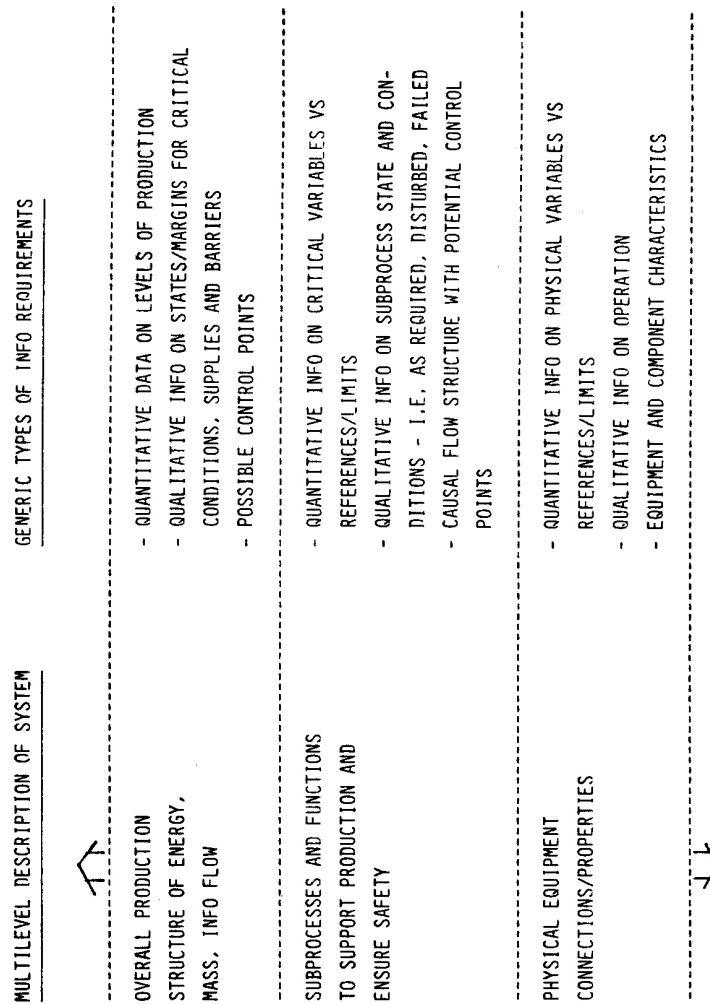 MULTILEVEL DESCRIPTION OF SYSTEM
GENERIC TYPES OF INFO REQUIREMENTS
OVERALL PRODUCTION
STRUCTURE OF ENERGY,
MASS, INFO FLOW
- QUANTITATIVE DATA ON LEVELS OF PRODUCTION
- QUALITATIVE INFO ON STATES/MARGINS FOR CRITICAL
CONDITIONS, SUPPLIES AND BARRIERS
- POSSIBLE CONTROL POINTS
SUBPROCESSES AND FUNCTIONS
TO SUPPORT PRODUCTION AND
ENSURE SAFETY
- QUANTITATIVE INFO ON CRITICAL VARIABLES VS
REFERENCES/LIMITS
- QUALITATIVE INFO ON SUBPROCESS STATE AND CON-
DITIONS - I.E. AS REQUIRED, DISTURBED, FAILED
- CAUSAL FLOW STRUCTURE WITH POTENTIAL CONTROL
POINTS
PHYSICAL EQUIPMENT
CONNECTIONS/PROPERTIES
- QUANTITATIVE INFO ON PHYSICAL VARIABLES VS
REFERENCES/LIMITS
- QUALITATIVE INFO ON OPERATION
- EQUIPMENT AND COMPONENT CHARACTERISTICS